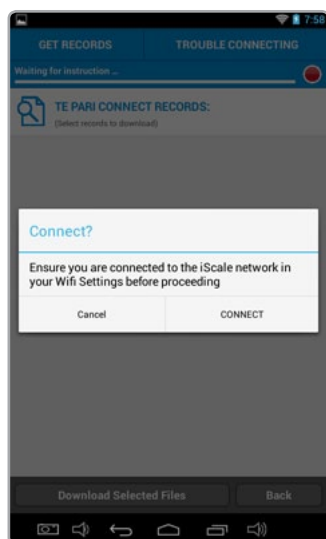 7:58
GET RECORDS
TROUBLE CONNECTING
Waiting for instruction ...
TE PARI CONNECT RECORDS:
(Select records to download)
Connect?
Ensure you are connected to the iScale network in
your Wifi Settings before proceeding
Cancel
CONNECT
Download Selected Files
Back